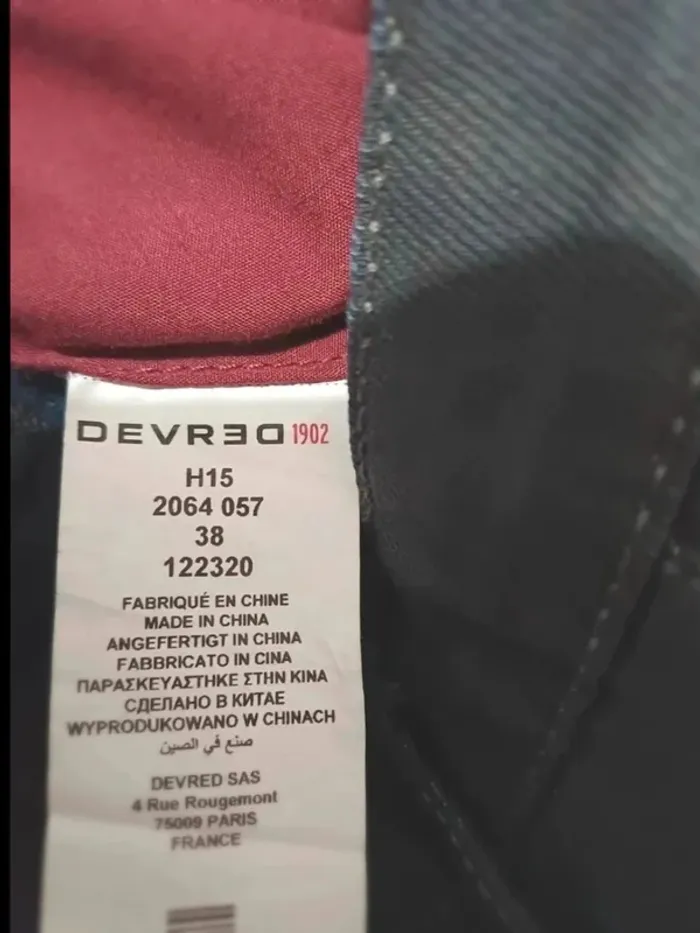 DEVRED 1902
H15
2064 057
38
122320
FABRIQUÉ EN CHINE
MADE IN CHINA
ANGEFERTIGT IN CHINA
FABBRICATO IN CINA
ΠΑΡΑΣΚΕΥΑΣΤΗΚΕ ΣΤΗΝ ΚΙΝΑ
СДЕЛАНО В КИТАЕ
WYPRODUKOWANO W CHINACH
صنع في الصين
DEVRED SAS
4 Rue Rougemont
75009 PARIS
FRANCE